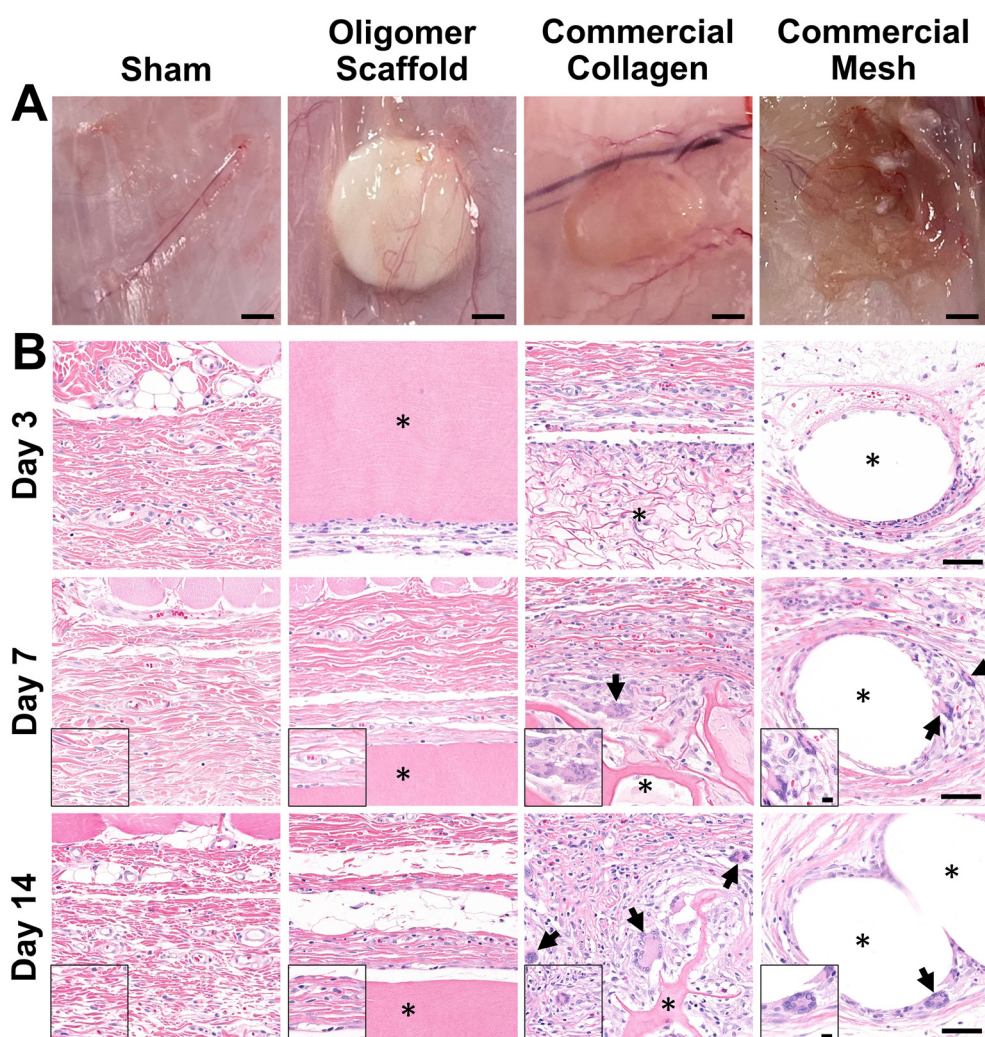 Sham
Oligomer
Scaffold
Commercial
Collagen
Commercial
Mesh
A
B
Day 3
*
*
*
Day 7
*
*
*
Day 14
*
*
*
*